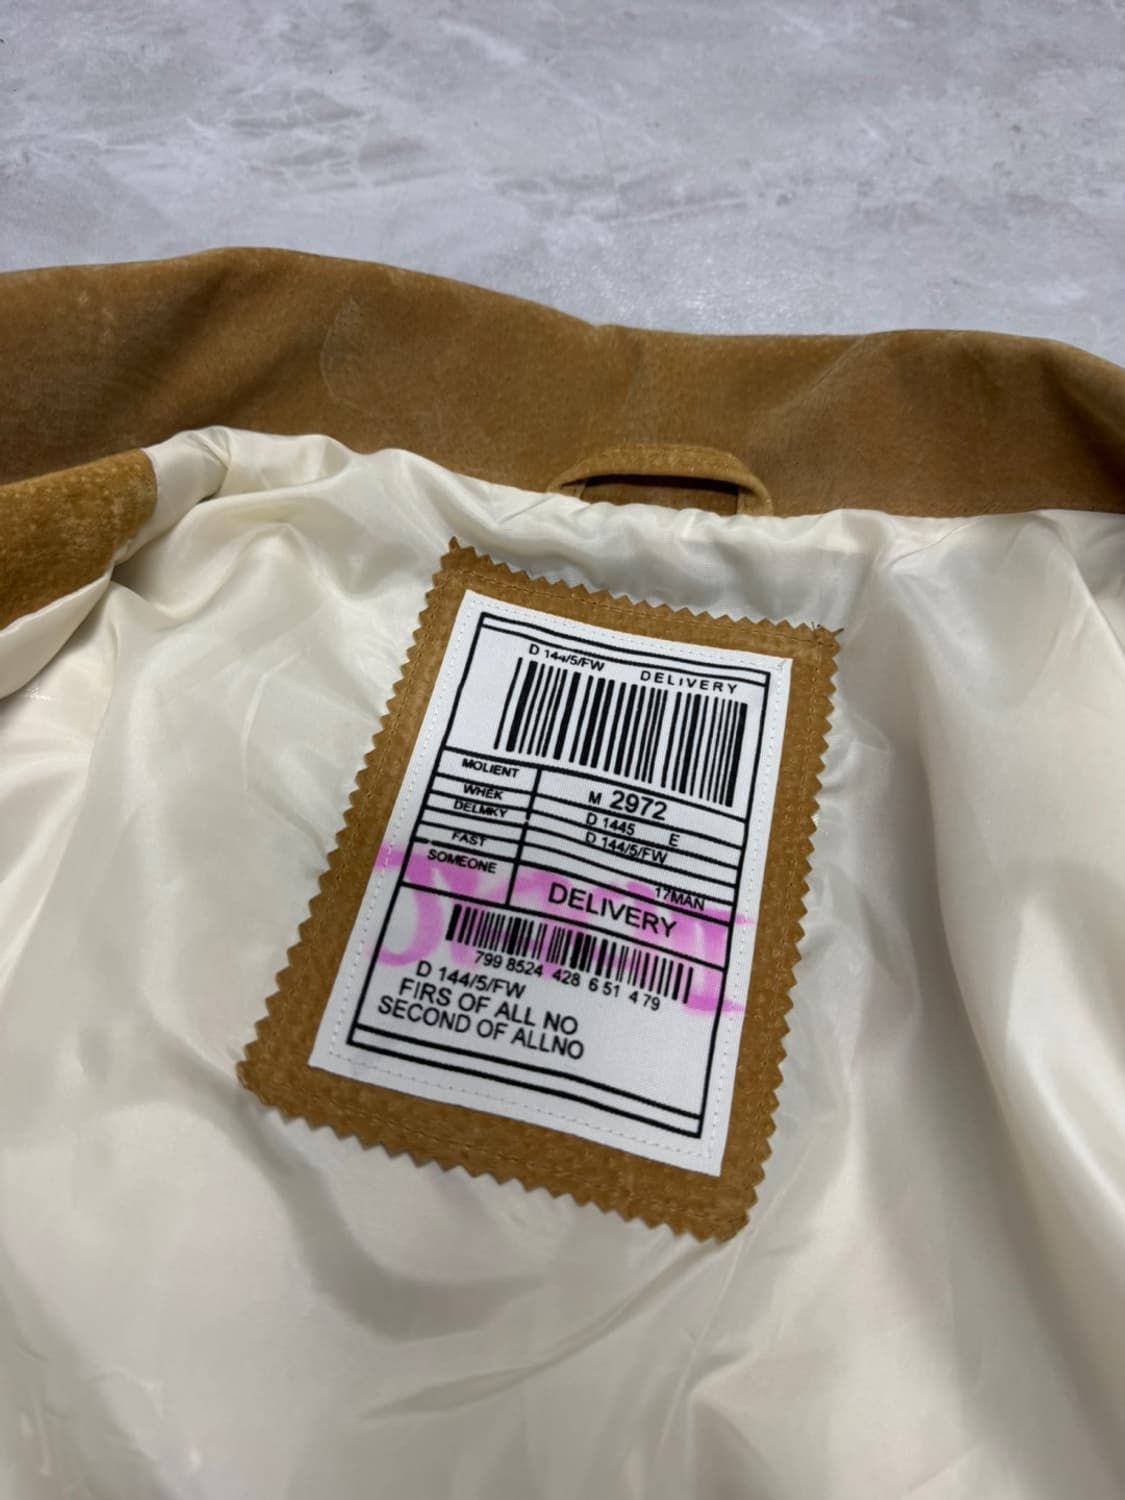 D 144/5/FW
DELIVERY
MOLIENT
M 2972
WHEK
D 1445 E
DELMKY
D 144/5/FW
FAST
17MAN
SOMEONE
DELIVERY
799 8524 428 6 51 4 79
D 144/5/FW
FIRS OF ALL NO
SECOND OF ALLNO